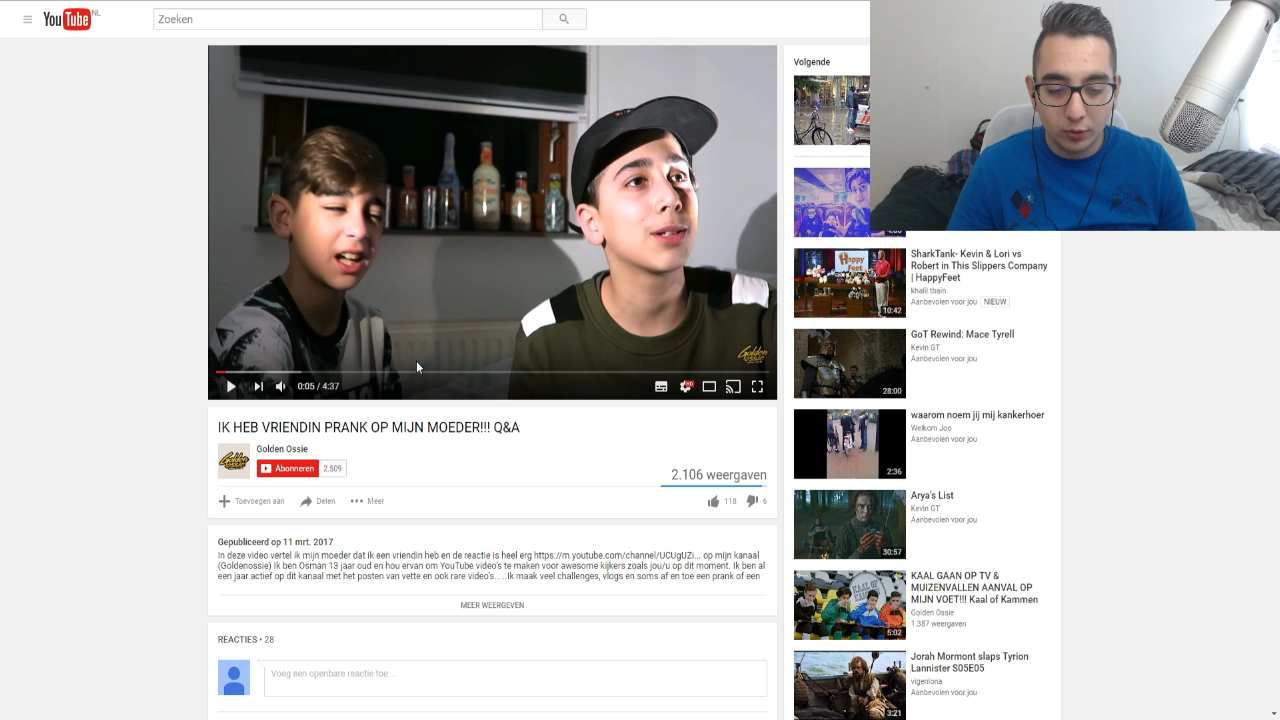 YouTube NL
Zoeken
Golden
Ossie
0:05 / 4:37
IK HEB VRIENDIN PRANK OP MIJN MOEDER!!! Q&A
Golden Ossie
Abonneren 2.509
2.106 weergaven
Toevoegen aan Delen Meer
118 6
Gepubliceerd op 11 mrt. 2017
In deze video vertel ik mijn moeder dat ik een vriendin heb en de reactie is heel erg https://m.youtube.com/channel/UCUgUZi... op mijn kanaal
(Goldenossie) Ik ben Osman 13 jaar oud en hou ervan om YouTube video's te maken voor awesome kijkers zoals jou/u op dit moment. Ik ben al
een jaar actief op dit kanaal met het posten van vette en ook rare video's.....Ik maak veel challenges, vlogs en soms af en toe een prank of een
MEER WEERGEVEN
REACTIES • 28
Voeg een openbare reactie toe...
Volgende
Happy
Feet
10:42
SharkTank- Kevin & Lori vs
Robert in This Slippers Company
| HappyFeet
khalil tbain
Aanbevolen voor jou NIEUW
28:00
GoT Rewind: Mace Tyrell
Kevin GT
Aanbevolen voor jou
2:36
waarom noem jij mij kankerhoer
Welkom Joo
Aanbevolen voor jou
30:57
Arya's List
Kevin GT
Aanbevolen voor jou
5:02
KAAL GAAN OP TV &
MUIZENVALLEN AANVAL OP
MIJN VOET!!! Kaal of Kammen
Golden Ossie
1.387 weergaven
3:21
Jorah Mormont slaps Tyrion
Lannister S05E05
vigenlona
Aanbevolen voor jou